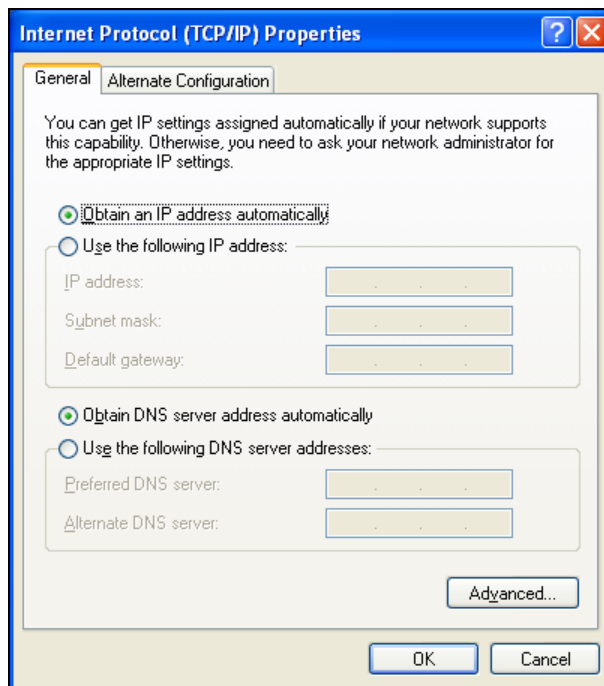 Internet Protocol (TCP/IP) Properties
General
Alternate Configuration
You can get IP settings assigned automatically if your network supports
this capability. Otherwise, you need to ask your network administrator for
the appropriate IP settings.
Obtain an IP address automatically
Use the following IP address:
IP address:
Subnet mask:
Default gateway:
Obtain DNS server address automatically
Use the following DNS server addresses:
Preferred DNS server:
Alternate DNS server:
Advanced...
OK
Cancel